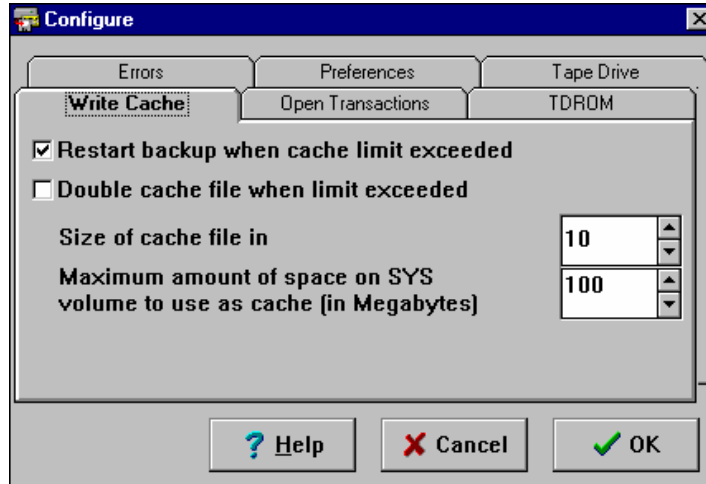 Configure
Errors
Preferences
Tape Drive
Write Cache
Open Transactions
TDROM
Restart backup when cache limit exceeded
Double cache file when limit exceeded
Size of cache file in
10
Maximum amount of space on SYS
volume to use as cache (in Megabytes)
100
? Help
Cancel
OK